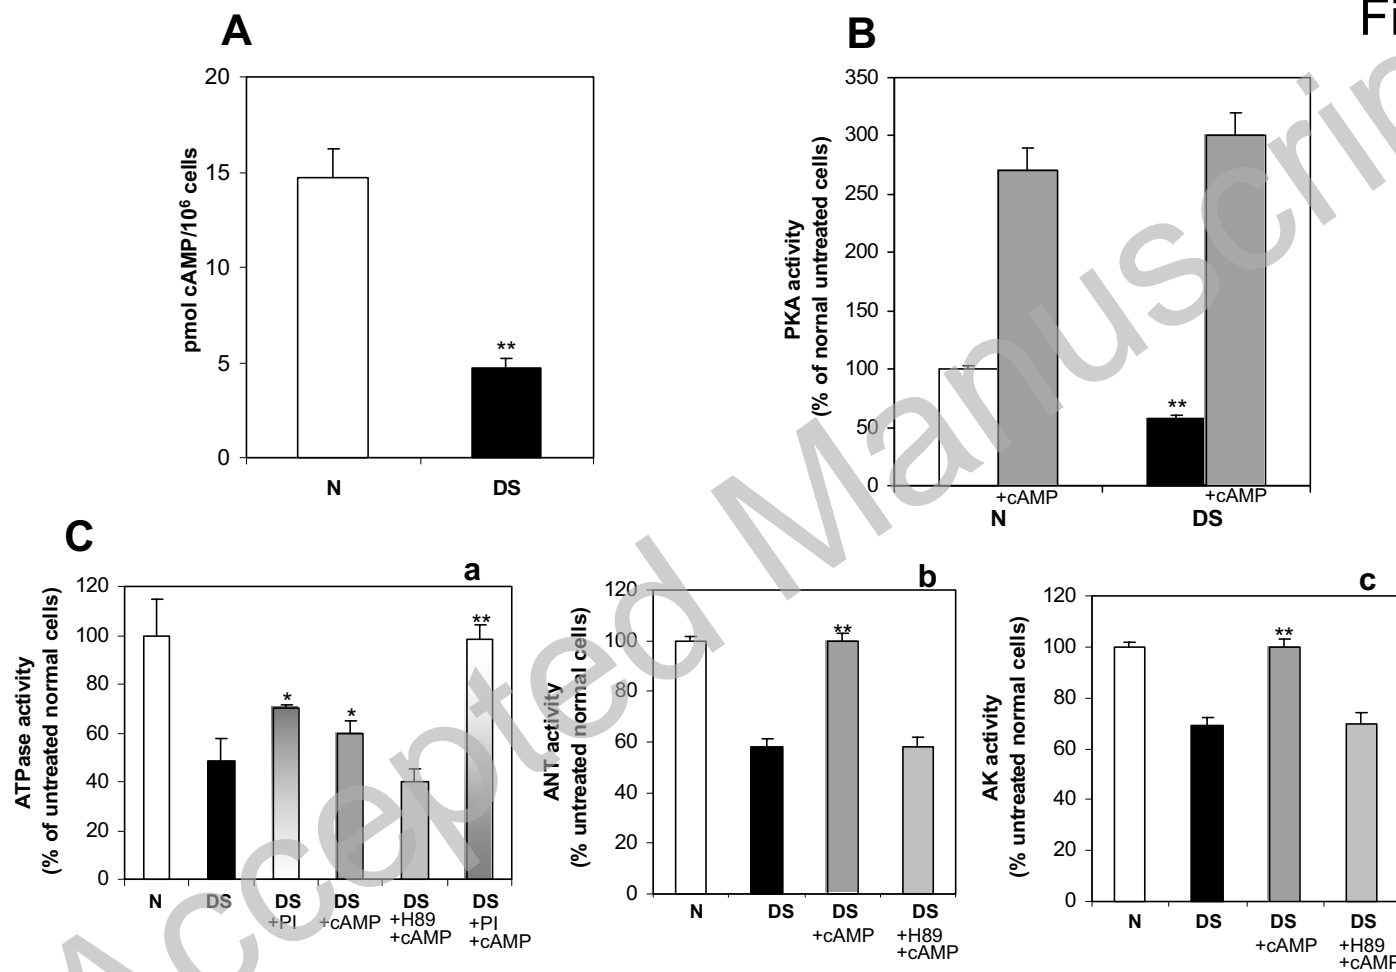 Fi
A
20
15
10
5
0
pmol cAMP/10⁶ cells
**
N
DS
B
350
300
250
200
150
100
50
0
PKA activity
(% of nornal untreated cells)
**
+cAMP
+cAMP
N
DS
C
a
120
100
80
60
40
20
0
ATPase activity
(% of untreated normal cells)
*
*
**
N DS DS DS DS DS
+PI +cAMP +H89 +PI
+cAMP +cAMP
b
120
100
80
60
40
20
0
ANT activity
(% untreated normal cells)
**
N DS DS DS
+cAMP +H89
+cAMP
c
120
100
80
60
40
20
0
AK activity
(% untreated normal cells)
**
N DS DS DS
+cAMP +H89
+cAMP
Accepted Manuscrip